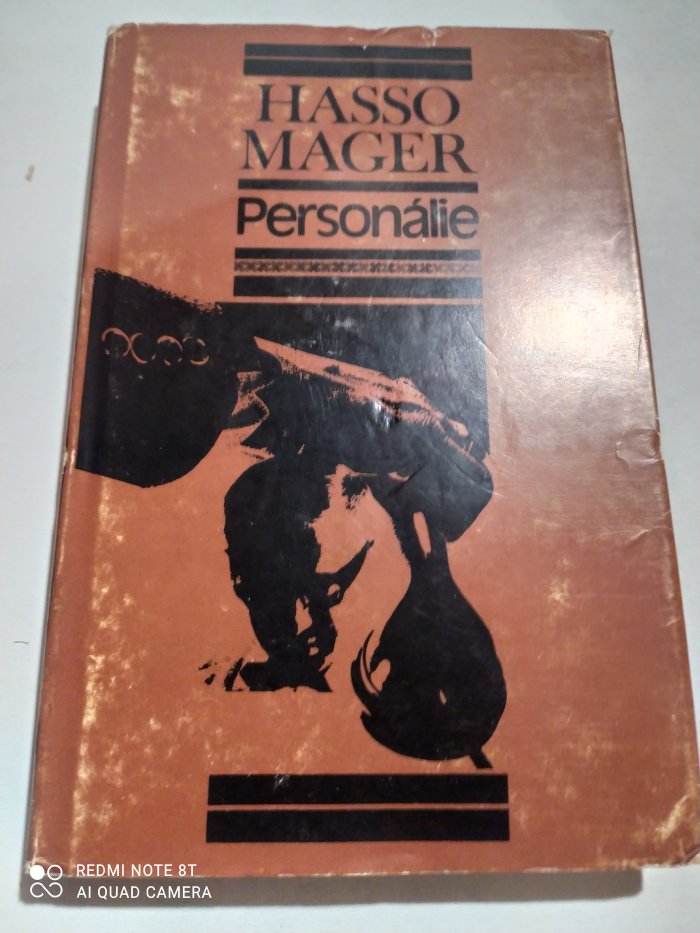 HASSO
MAGER
Personálie
REDMI NOTE 8T
AI QUAD CAMERA